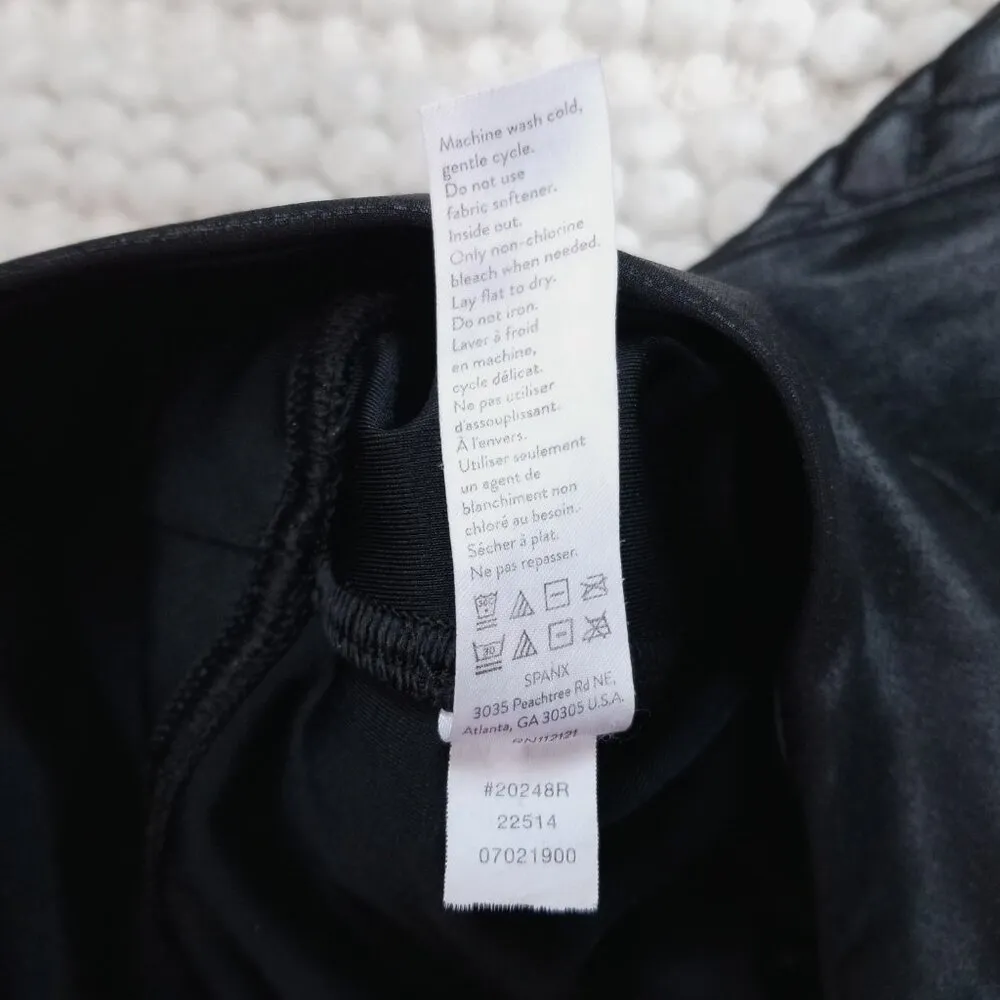 Machine wash cold,
gentle cycle.
Do not use
fabric softener.
Inside out.
Only non-chlorine
bleach when needed.
Lay flat to dry.
Do not iron.
Laver à froid
en machine,
cycle délicat.
Ne pas utiliser
d'assouplissant.
À l'envers.
Utiliser seulement
un agent de
blanchiment non
chloré au besoin.
Sécher à plat.
Ne pas repasser.
30
SPANX
3035 Peachtree Rd NE,
Atlanta, GA 30305 U.S.A.
RN112121
#20248R
22514
07021900